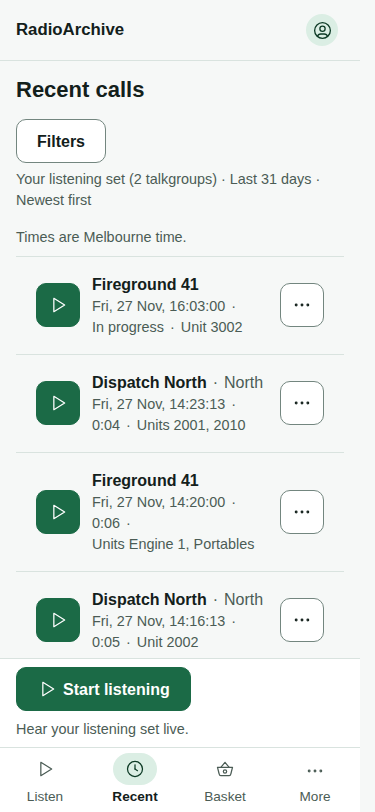 RadioArchive
Recent calls
Filters
Your listening set (2 talkgroups) · Last 31 days ·
Newest first
Times are Melbourne time.
Fireground 41
Fri, 27 Nov, 16:03:00 ·
In progress · Unit 3002
Dispatch North · North
Fri, 27 Nov, 14:23:13 ·
0:04 · Units 2001, 2010
Fireground 41
Fri, 27 Nov, 14:20:00 ·
0:06 ·
Units Engine 1, Portables
Dispatch North · North
Fri, 27 Nov, 14:16:13 ·
0:05 · Unit 2002
Start listening
Hear your listening set live.
Listen
Recent
Basket
More